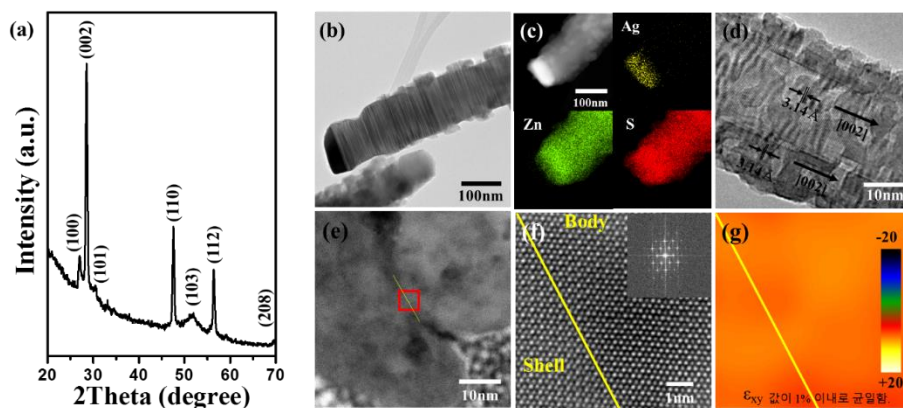 (a)
Intensity (a.u.)
(100)
(002)
(101)
(110)
(103)
(112)
(208)
20 30 40 50 60 70
2Theta (degree)
(b)
100nm
(c)
Ag
100nm
Zn
S
(d)
3.14 Å
[002]
3.14 Å
[002]
10nm
(e)
10nm
(f)
Body
Shell
1nm
(g)
-20
+20
εxy 값이 1% 이내로 균일함.